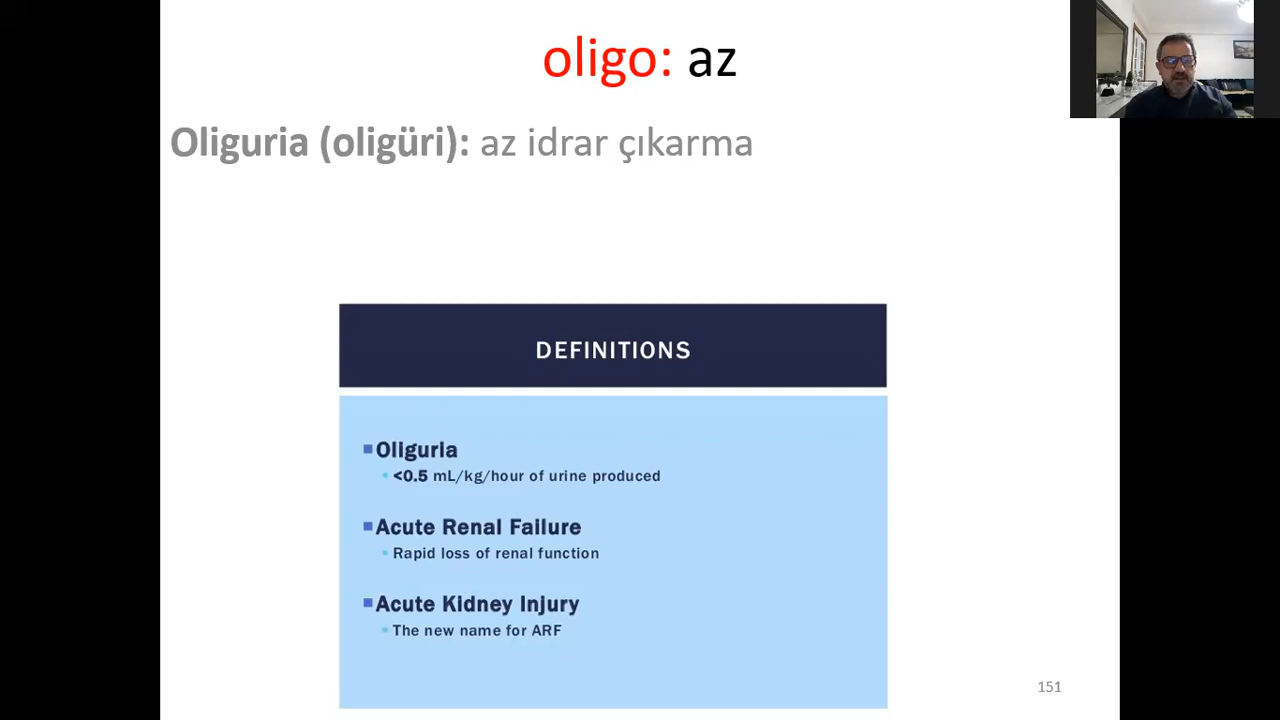 oligo: az
Oliguria (oligüri): az idrar çıkarma
DEFINITIONS
Oliguria
<0.5 mL/kg/hour of urine produced
Acute Renal Failure
Rapid loss of renal function
Acute Kidney Injury
The new name for ARF
151